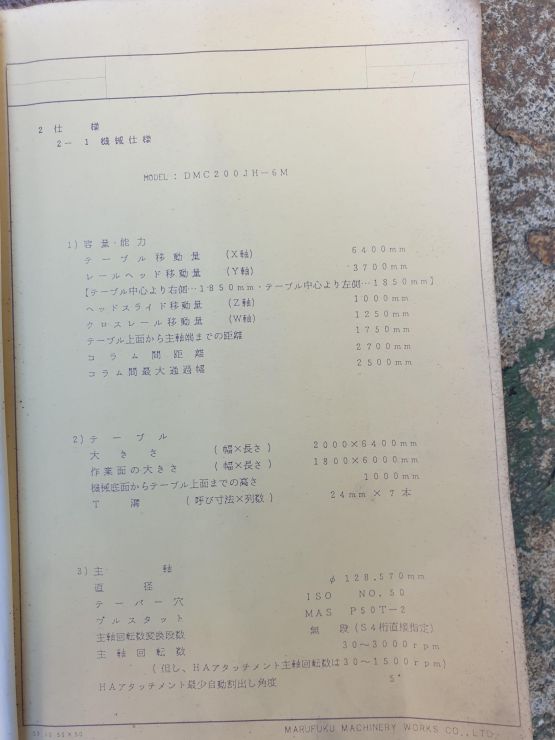 2 仕 様
2-1 機械仕様
MODEL: DMC200JH-6M
1) 容量・能力
テーブル移動量 (X軸) 6400mm
レールヘッド移動量 (Y軸) 3700mm
【テーブル中心より右側…1850mm・テーブル中心より左側…1850mm】
ヘッドスライド移動量 (Z軸) 1000mm
クロスレール移動量 (W軸) 1250mm
テーブル上面から主軸端までの距離 1750mm
コラム間距離 2700mm
コラム間最大通過幅 2500mm
2) テーブル
大きさ (幅×長さ) 2000×6400mm
作業面の大きさ (幅×長さ) 1800×6000mm
機械底面からテーブル上面までの高さ 1000mm
T 溝 (呼び寸法×列数) 24mm × 7本
3) 主 軸
直 径 φ128.570mm
テーパー穴 ISO NO.50
プルスタット MAS P50T-2
主軸回転数変換段数 無 段 (S4桁直接指定)
主軸回転数 30~3000rpm
(但し、HAアタッチメント主軸回転数は30~1500rpm)
HAアタッチメント最少自動割出し角度 5°
MARUFUKU MACHINERY WORKS CO.,LTD.